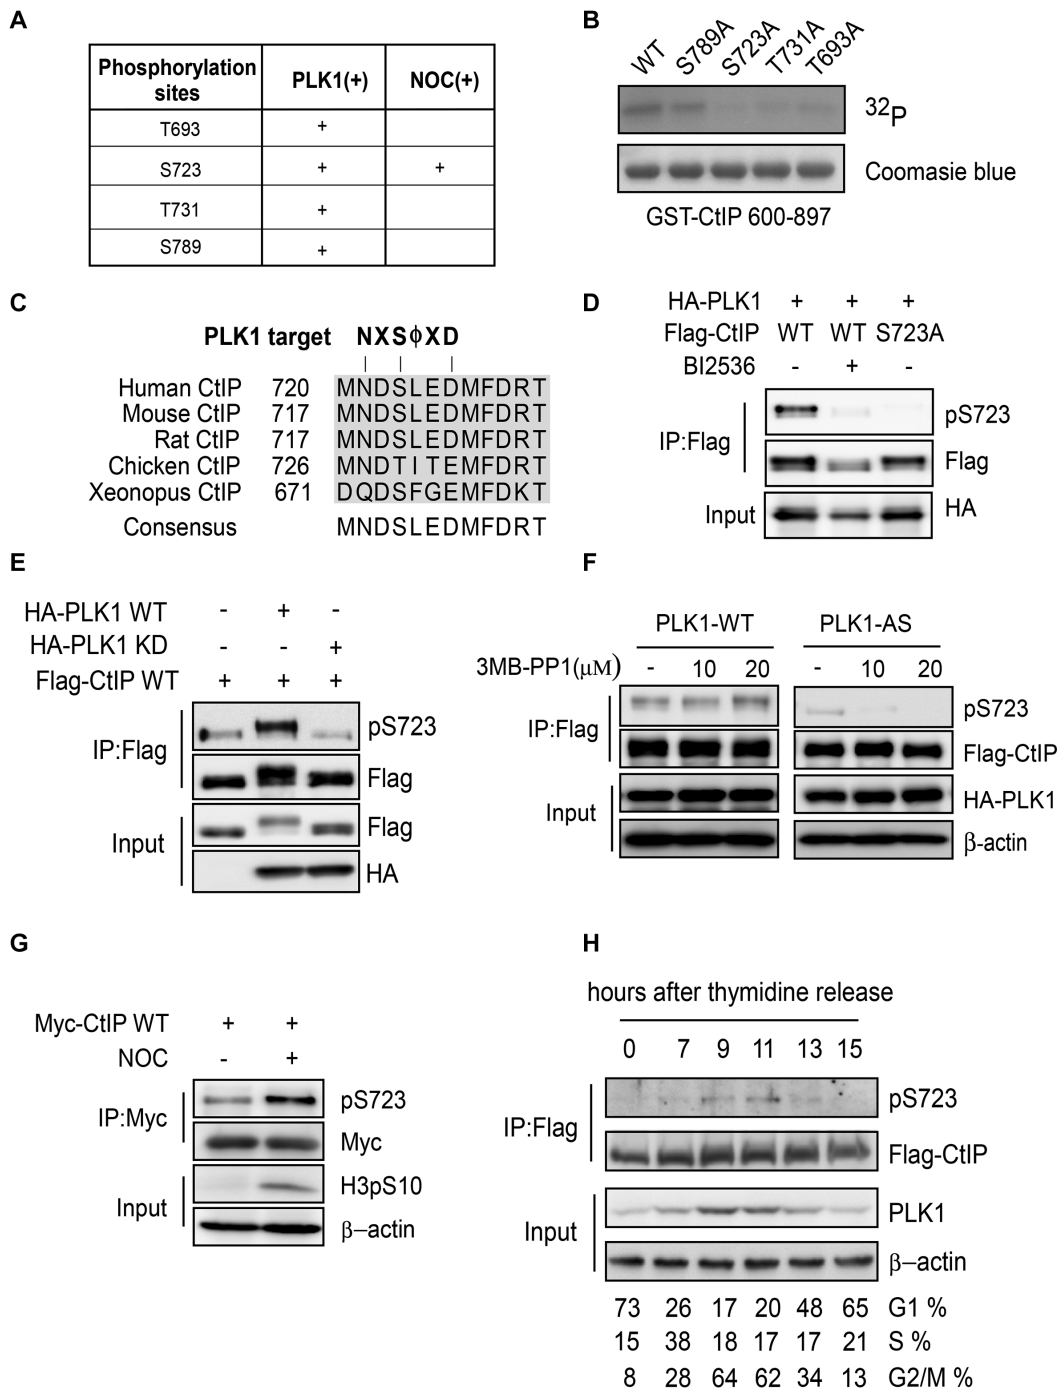 A
Phosphorylation sites PLK1(+) NOC(+)
T693 +
S723 + +
T731 +
S789 +
B
WT S789A S723A T731A T693A
32P
Coomasie blue
GST-CtIP 600-897
C
PLK1 target NXSϕXD
Human CtIP 720 MNDSLEDMFDRT
Mouse CtIP 717 MNDSLEDMFDRT
Rat CtIP 717 MNDSLEDMFDRT
Chicken CtIP 726 MNDTITEMFDRT
Xeonopus CtIP 671 DQDSFGEMFDKT
Consensus MNDSLEDMFDRT
D
HA-PLK1 + + +
Flag-CtIP WT WT S723A
BI2536 - + -
IP:Flag
pS723
Flag
Input HA
E
HA-PLK1 WT - + -
HA-PLK1 KD - - +
Flag-CtIP WT + + +
IP:Flag
pS723
Flag
Input
Flag
HA
F
PLK1-WT PLK1-AS
3MB-PP1(μM) - 10 20 - 10 20
IP:Flag
pS723
Flag-CtIP
Input
HA-PLK1
β-actin
G
Myc-CtIP WT + +
NOC - +
IP:Myc
pS723
Myc
Input
H3pS10
β–actin
H
hours after thymidine release
0 7 9 11 13 15
IP:Flag
pS723
Flag-CtIP
Input
PLK1
β–actin
73 26 17 20 48 65 G1 %
15 38 18 17 17 21 S %
8 28 64 62 34 13 G2/M %